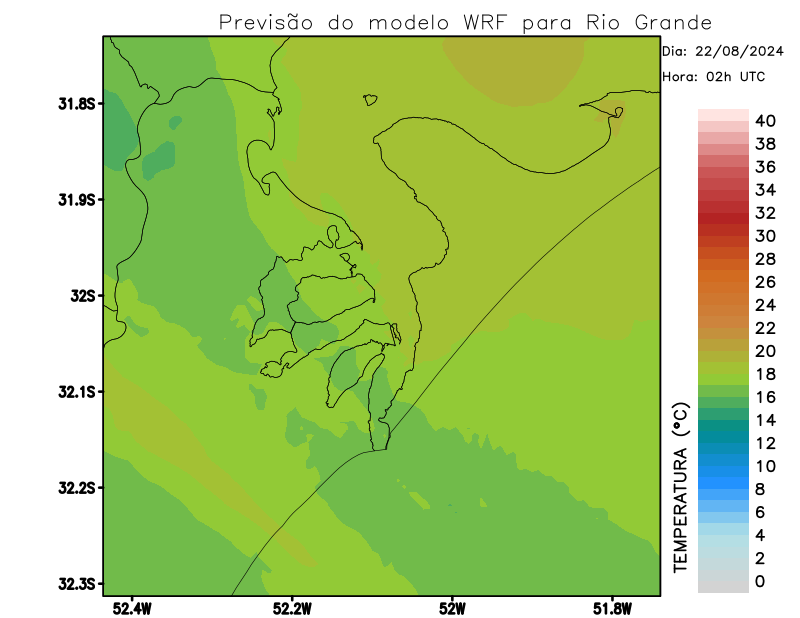 Previsão do modelo WRF para Rio Grande
Dia: 22/08/2024
Hora: 02h UTC
31.8S
31.9S
32S
32.1S
32.2S
32.3S
52.4W
52.2W
52W
51.8W
TEMPERATURA (°C)
40
38
36
34
32
30
28
26
24
22
20
18
16
14
12
10
8
6
4
2
0